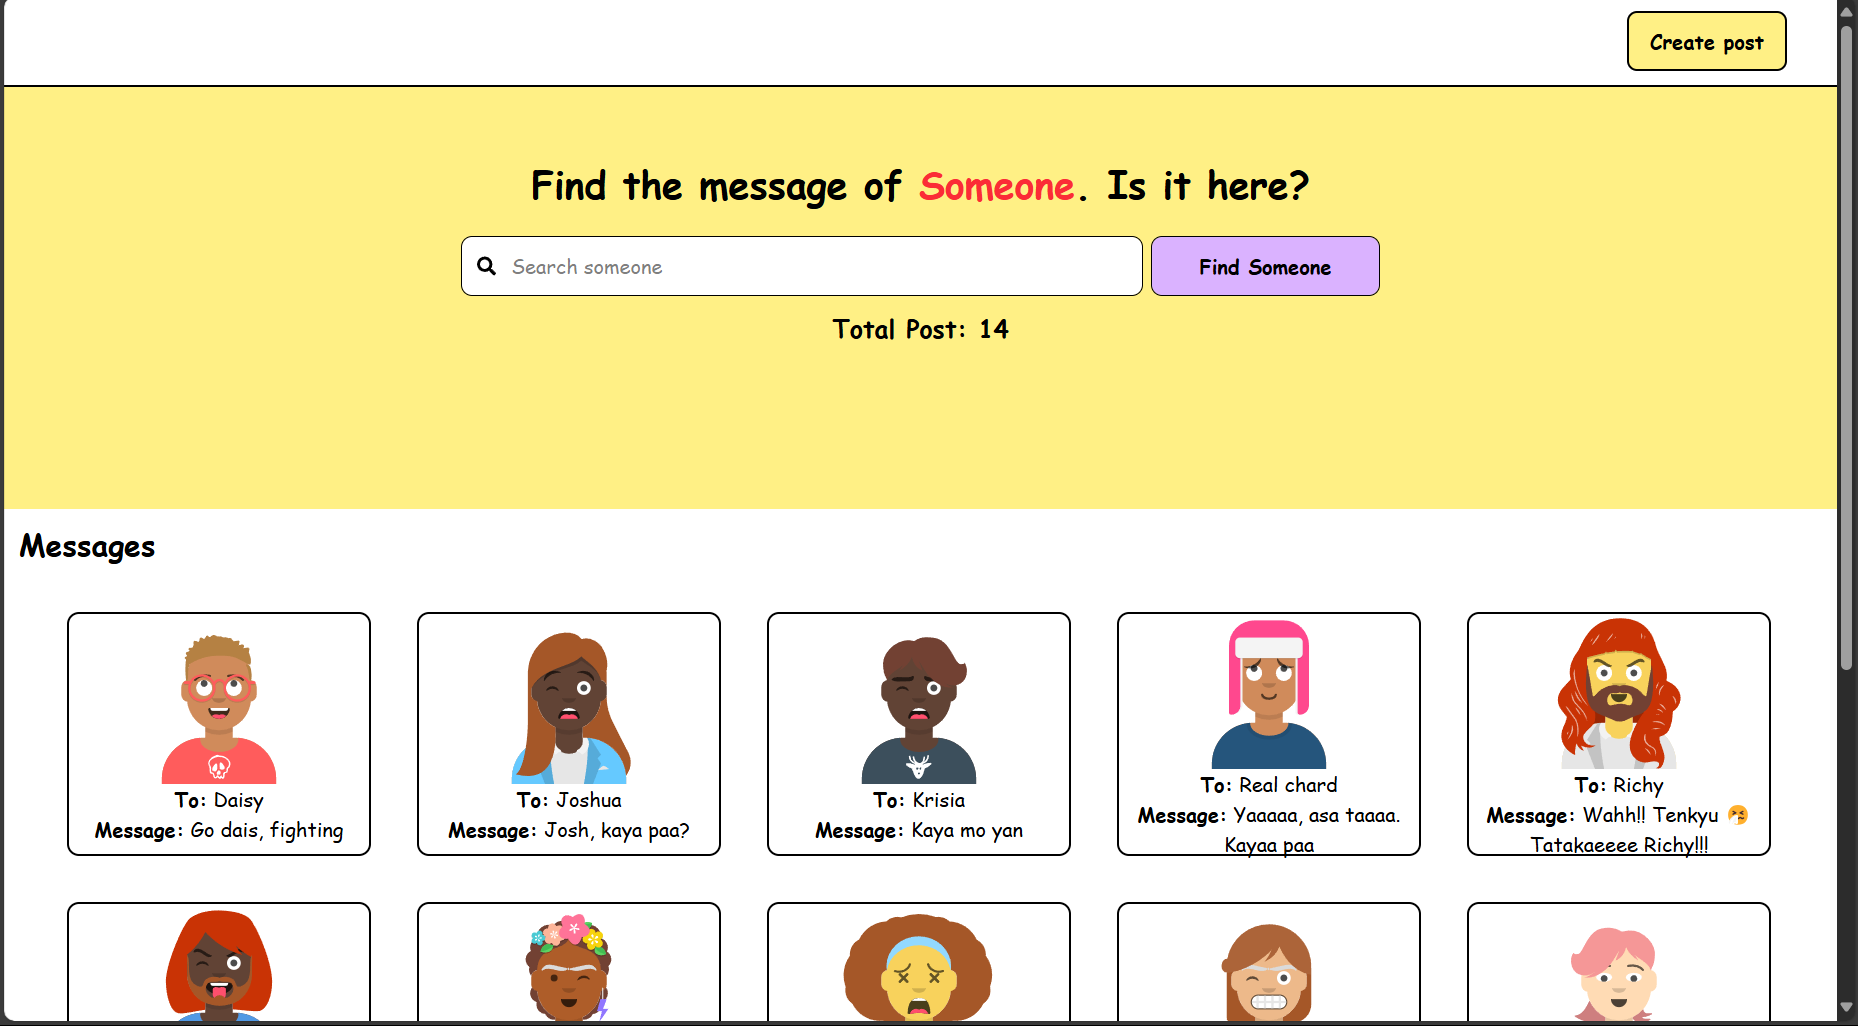 Create post
Find the message of Someone. Is it here?
Search someone
Find Someone
Total Post: 14
Messages
To: Daisy
Message: Go dais, fighting
To: Joshua
Message: Josh, kaya paa?
To: Krisia
Message: Kaya mo yan
To: Real chard
Message: Yaaaaa, asa taaaa.
Kayaa paa
To: Richy
Message: Wahh!! Tenkyu 🤧
Tatakaeeee Richy!!!